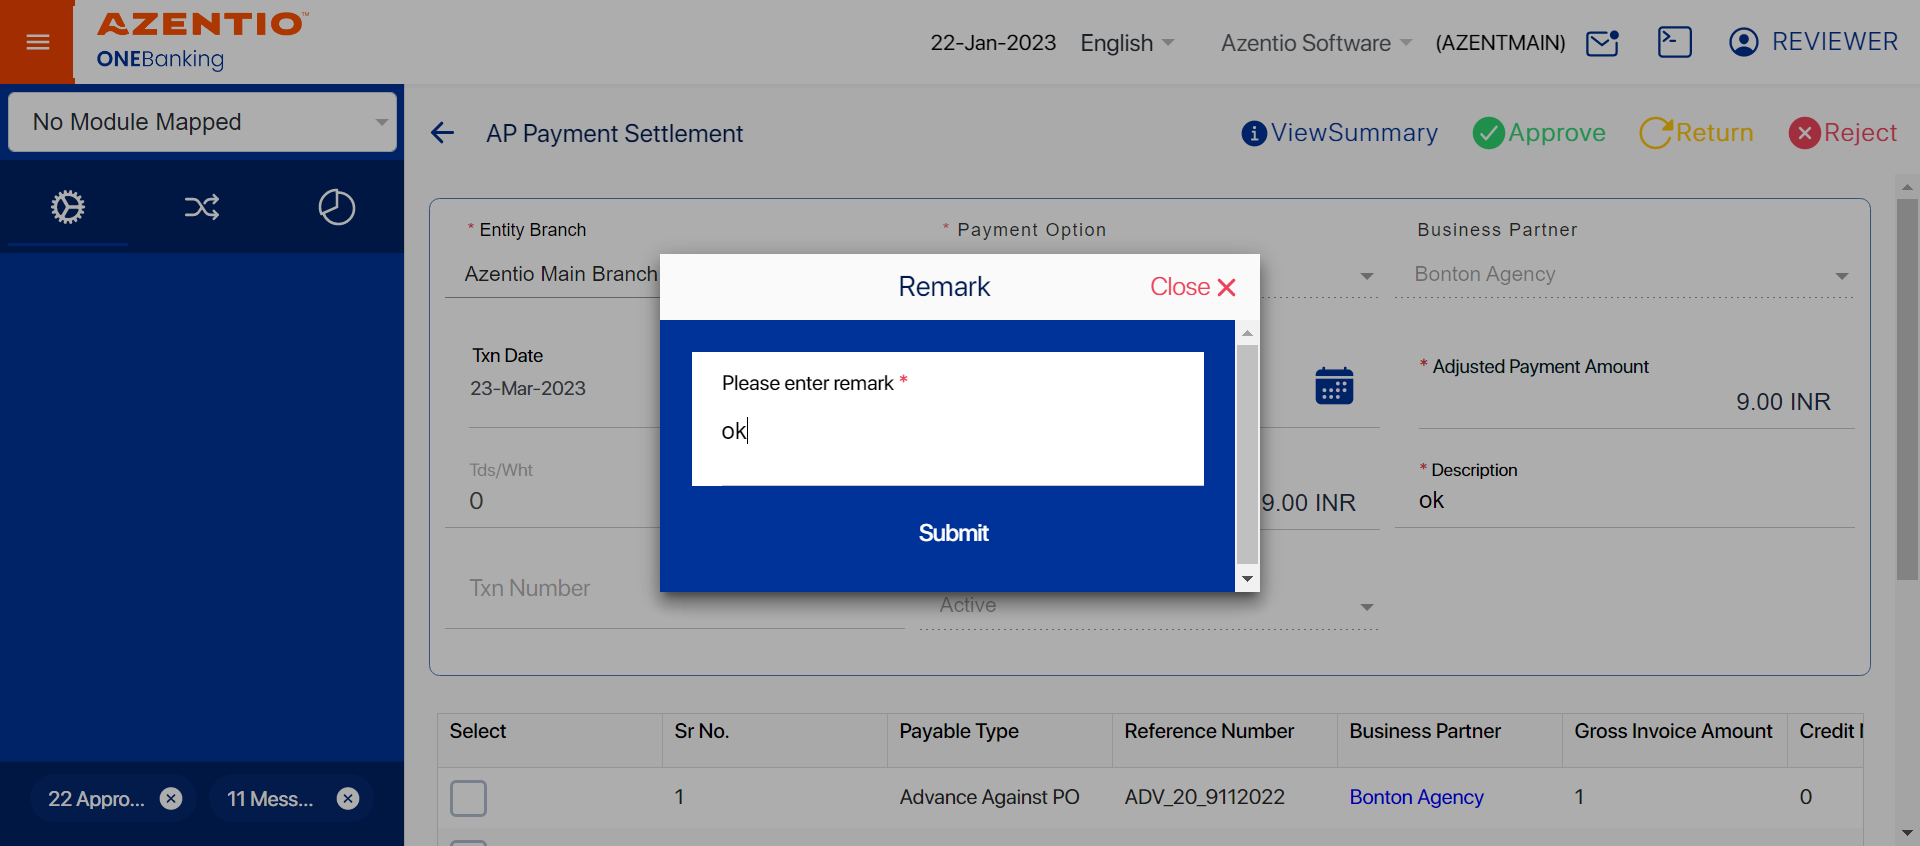 AZENTIO™
ONEBanking
22-Jan-2023 English Azentio Software (AZENTMAIN) REVIEWER
No Module Mapped
AP Payment Settlement
ViewSummary Approve Return Reject
* Entity Branch * Payment Option Business Partner
Azentio Main Branch Bonton Agency
Remark Close
Txn Date
23-Mar-2023
* Adjusted Payment Amount
9.00 INR
Please enter remark *
ok
Tds/Wht
0
9.00 INR
* Description
ok
Submit
Txn Number
Active
Select Sr No. Payable Type Reference Number Business Partner Gross Invoice Amount Credit
1 Advance Against PO ADV_20_9112022 Bonton Agency 1 0
22 Appro... 11 Mess...